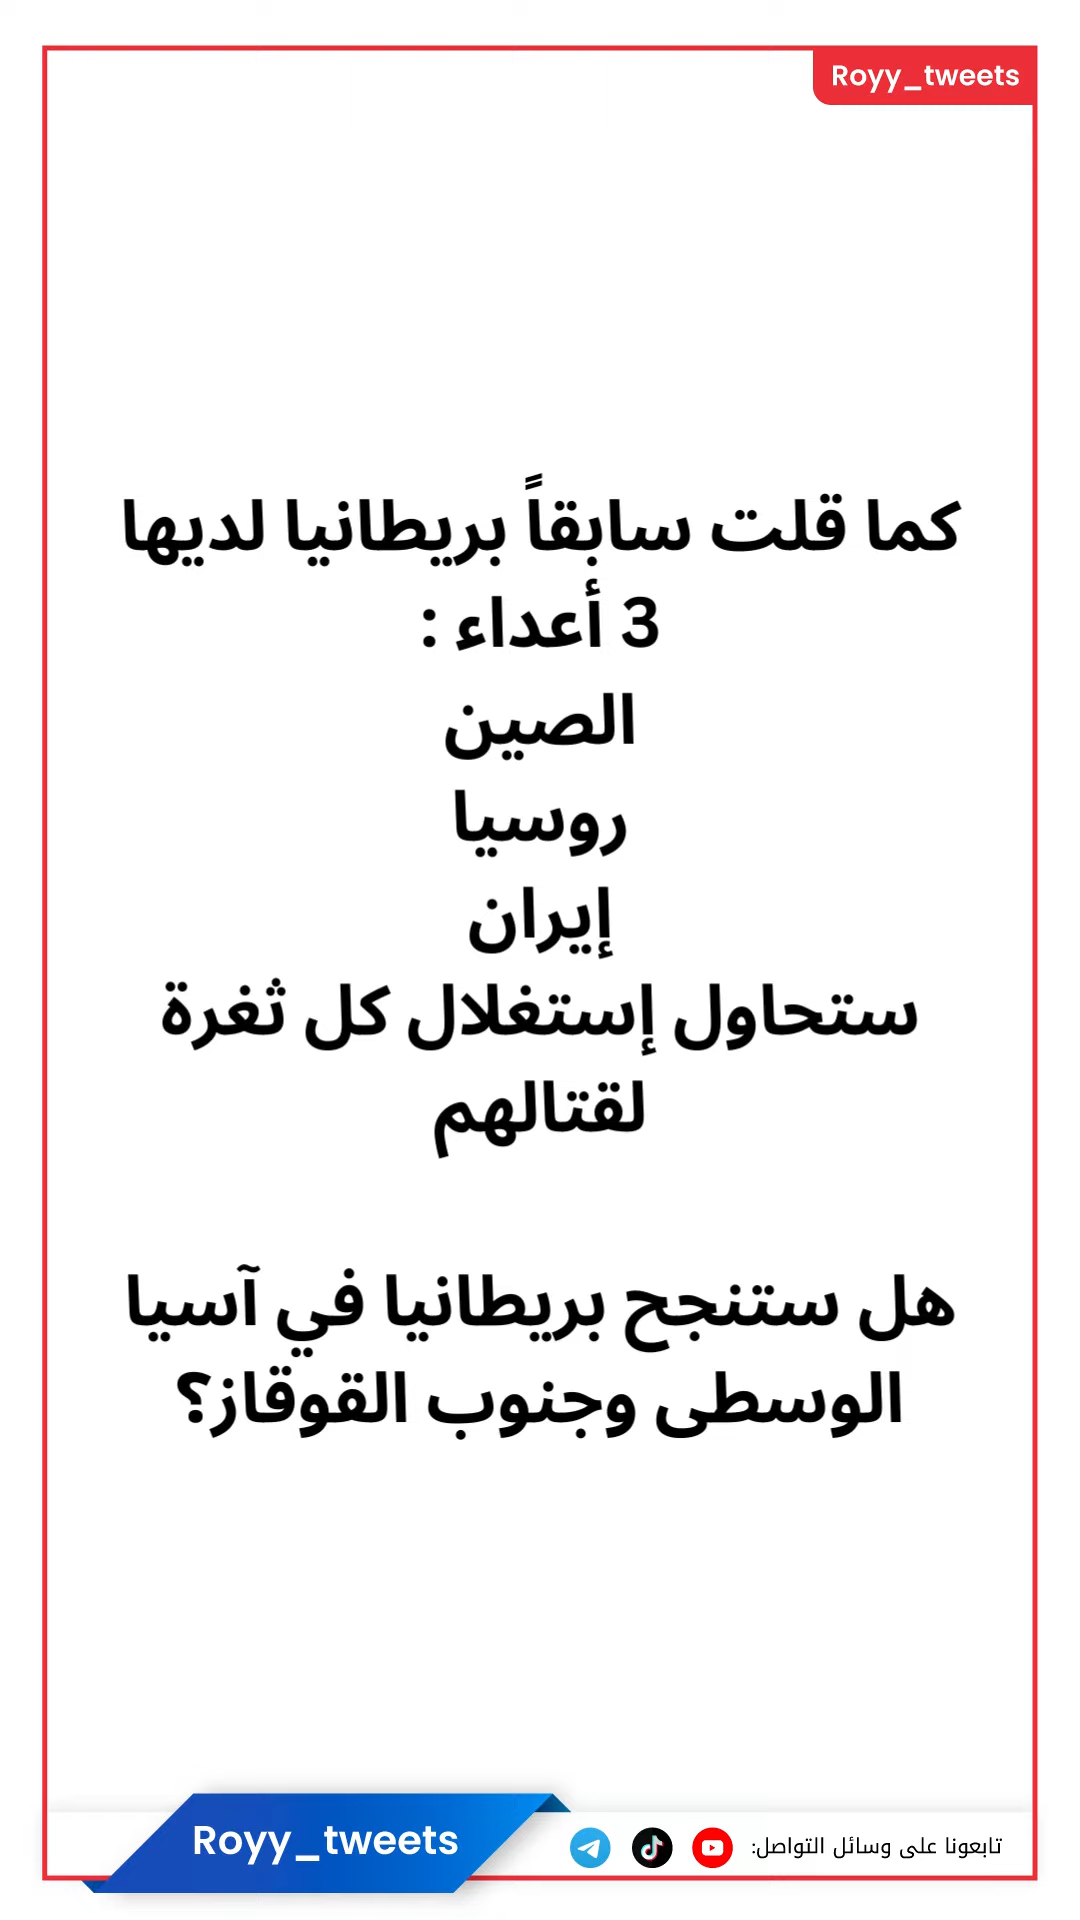 Royy_tweets
كما قلت سابقاً بريطانيا لديها
3 أعداء :
الصين
روسيا
إيران
ستحاول إستغلال كل ثغرة
لقتالهم
هل ستنجح بريطانيا في آسيا
الوسطى وجنوب القوقاز؟
تابعونا على وسائل التواصل:
Royy_tweets